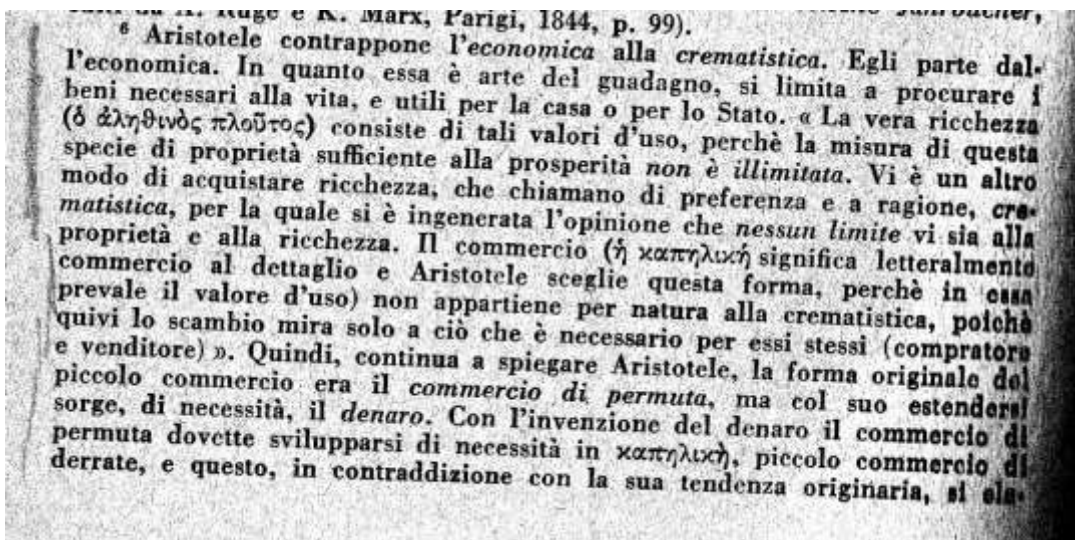 A. Ruge e K. Marx, Parigi, 1844, p. 99).
⁶ Aristotele contrappone l'economica alla crematistica. Egli parte dal-
l'economica. In quanto essa è arte del guadagno, si limita a procurare i
beni necessari alla vita, e utili per la casa o per lo Stato. « La vera ricchezza
(ὁ ἀληθινὸς πλοῦτος) consiste di tali valori d'uso, perchè la misura di questa
specie di proprietà sufficiente alla prosperità non è illimitata. Vi è un altro
modo di acquistare ricchezza, che chiamano di preferenza e a ragione, cre-
matistica, per la quale si è ingenerata l'opinione che nessun limite vi sia alla
proprietà e alla ricchezza. Il commercio (ἡ καπηλική significa letteralmente
commercio al dettaglio e Aristotele sceglie questa forma, perchè in essa
prevale il valore d'uso) non appartiene per natura alla crematistica, poichè
quivi lo scambio mira solo a ciò che è necessario per essi stessi (compratore
e venditore) ». Quindi, continua a spiegare Aristotele, la forma originale del
piccolo commercio era il commercio di permuta, ma col suo estendersi
sorge, di necessità, il denaro. Con l'invenzione del denaro il commercio di
permuta dovette svilupparsi di necessità in καπηλικὴ, piccolo commercio di
derrate, e questo, in contraddizione con la sua tendenza originaria, si ela-